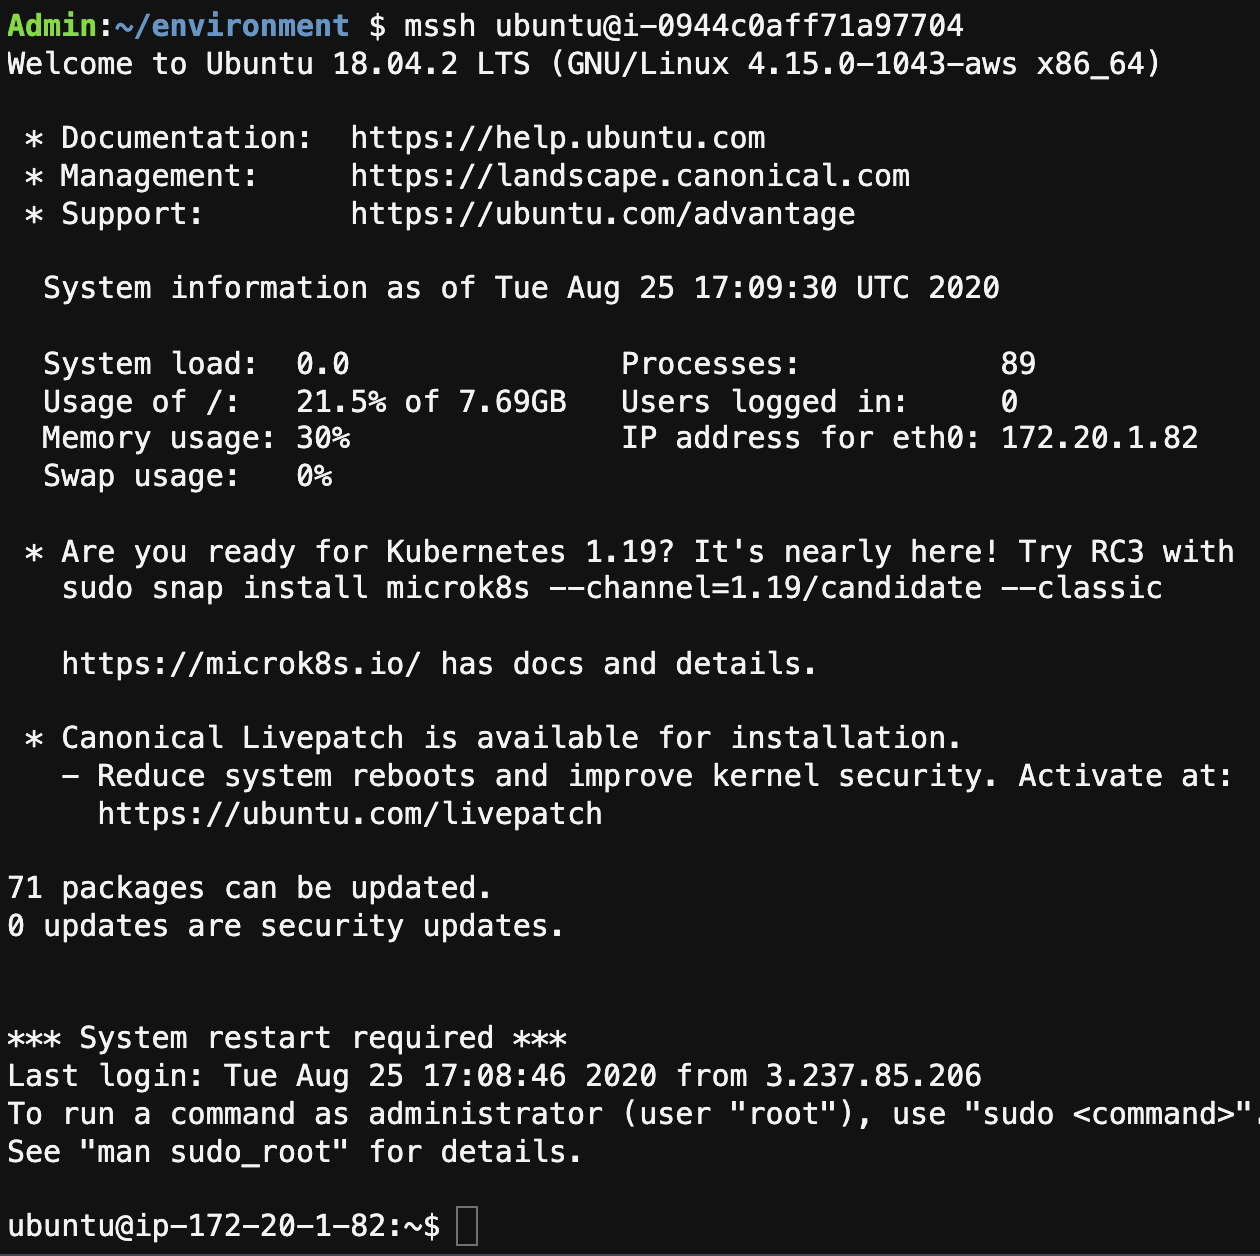 Admin:~/environment $ mssh ubuntu@i-0944c0aff71a97704
Welcome to Ubuntu 18.04.2 LTS (GNU/Linux 4.15.0-1043-aws x86_64)
* Documentation:  https://help.ubuntu.com
* Management:     https://landscape.canonical.com
* Support:        https://ubuntu.com/advantage
System information as of Tue Aug 25 17:09:30 UTC 2020
System load:  0.0               Processes:           89
Usage of /:   21.5% of 7.69GB   Users logged in:     0
Memory usage: 30%               IP address for eth0: 172.20.1.82
Swap usage:   0%
* Are you ready for Kubernetes 1.19? It's nearly here! Try RC3 with
sudo snap install microk8s --channel=1.19/candidate --classic
https://microk8s.io/ has docs and details.
* Canonical Livepatch is available for installation.
- Reduce system reboots and improve kernel security. Activate at:
https://ubuntu.com/livepatch
71 packages can be updated.
0 updates are security updates.
*** System restart required ***
Last login: Tue Aug 25 17:08:46 2020 from 3.237.85.206
To run a command as administrator (user "root"), use "sudo <command>".
See "man sudo_root" for details.
ubuntu@ip-172-20-1-82:~$